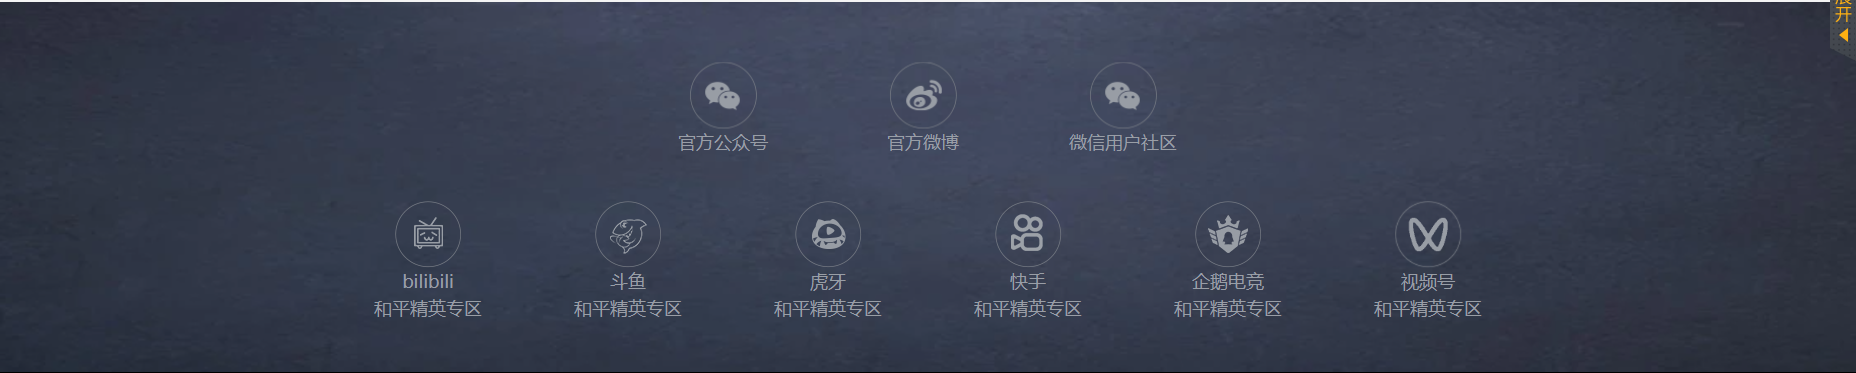 展开
官方公众号 官方微博 微信用户社区
bilibili 斗鱼 虎牙 快手 企鹅电竞 视频号
和平精英专区 和平精英专区 和平精英专区 和平精英专区 和平精英专区 和平精英专区